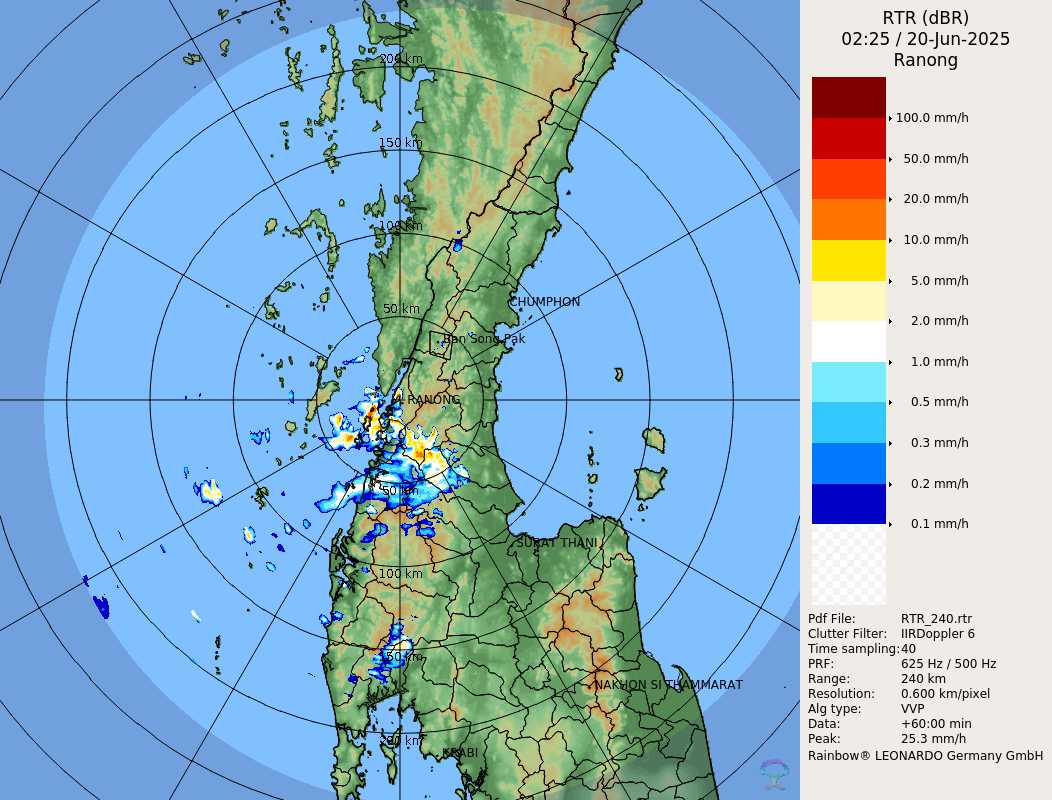 RTR (dBR)
02:25 / 20-Jun-2025
Ranong
100.0 mm/h
50.0 mm/h
20.0 mm/h
10.0 mm/h
5.0 mm/h
2.0 mm/h
1.0 mm/h
0.5 mm/h
0.3 mm/h
0.2 mm/h
0.1 mm/h
Pdf File: RTR_240.rtr
Clutter Filter: IIRDoppler 6
Time sampling: 40
PRF: 625 Hz / 500 Hz
Range: 240 km
Resolution: 0.600 km/pixel
Alg type: VVP
Data: +60:00 min
Peak: 25.3 mm/h
Rainbow® LEONARDO Germany GmbH
200 km
150 km
100 km
50 km
CHUMPHON
Ban Song Pak
RANONG
50 km
SURAT THANI
100 km
150 km
NAKHON SI THAMMARAT
200 km
KRABI